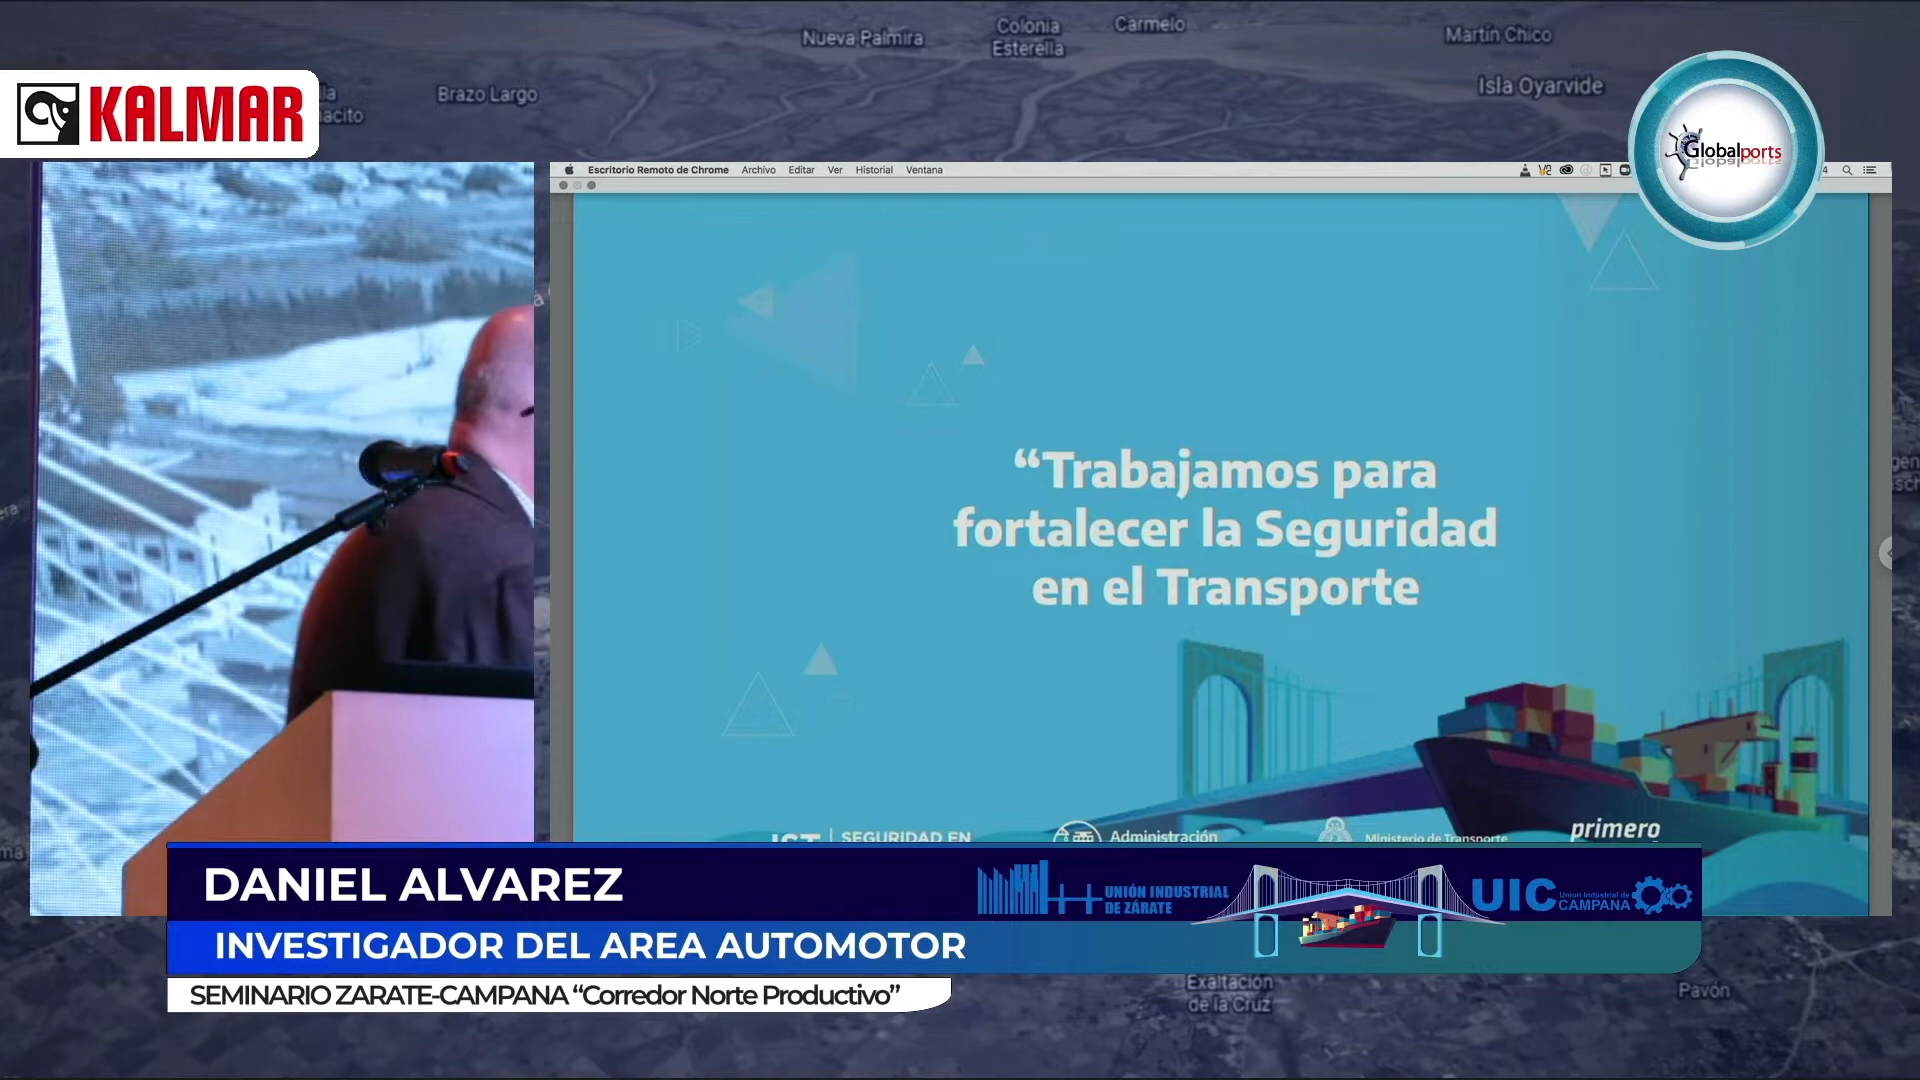 Nueva Palmira
Colonia
Esterella
Carmelo
Martín Chico
Isla Oyarvide
Brazo Largo
KALMAR
Globalports
Escritorio Remoto de Chrome Archivo Editar Ver Historial Ventana
“Trabajamos para
fortalecer la Seguridad
en el Transporte
SEGURIDAD EN
Administración
Ministerio de Transporte
primero
DANIEL ALVAREZ
UNIÓN INDUSTRIAL
DE ZÁRATE
UIC Union Industrial de
CAMPANA
INVESTIGADOR DEL AREA AUTOMOTOR
SEMINARIO ZARATE-CAMPANA “Corredor Norte Productivo”
Exaltación
de la Cruz
Pavón